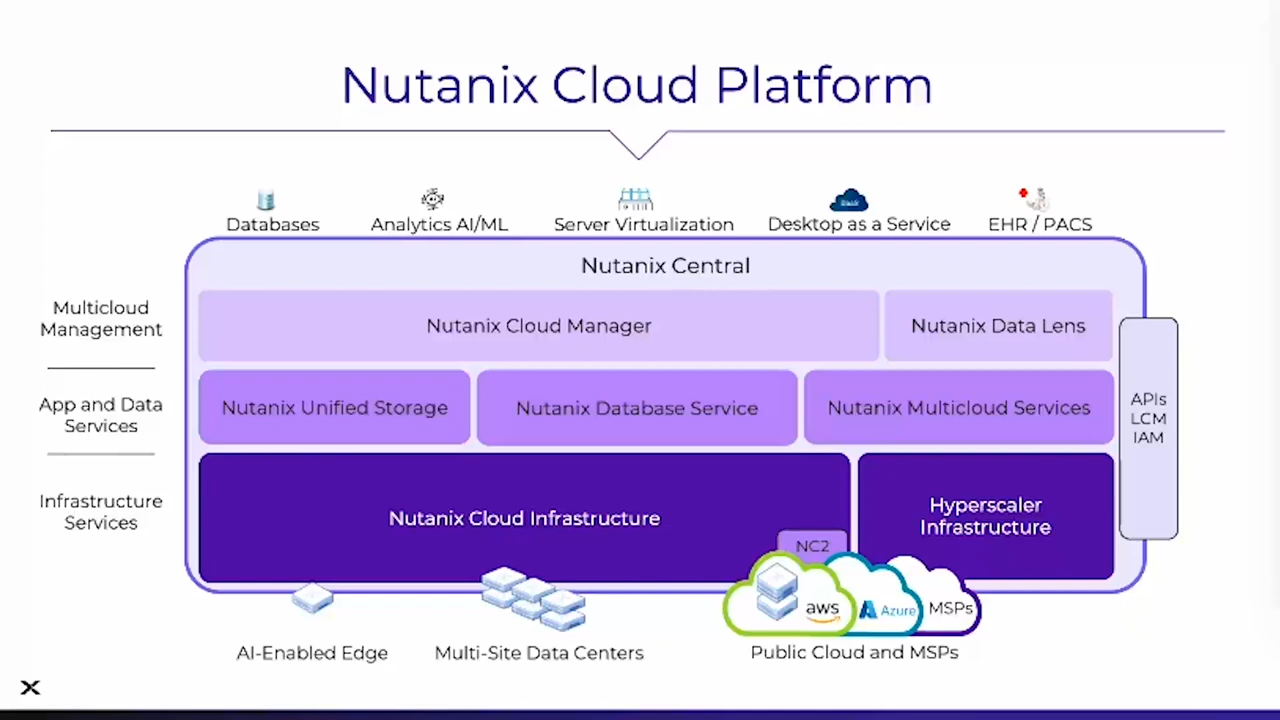 Nutanix Cloud Platform
Databases
Analytics AI/ML
Server Virtualization
Desktop as a Service
EHR / PACS
Nutanix Central
Multicloud
Management
Nutanix Cloud Manager
Nutanix Data Lens
App and Data
Services
Nutanix Unified Storage
Nutanix Database Service
Nutanix Multicloud Services
APIs
LCM
IAM
Infrastructure
Services
Nutanix Cloud Infrastructure
Hyperscaler
Infrastructure
NC2
aws
Azure
MSPs
AI-Enabled Edge
Multi-Site Data Centers
Public Cloud and MSPs